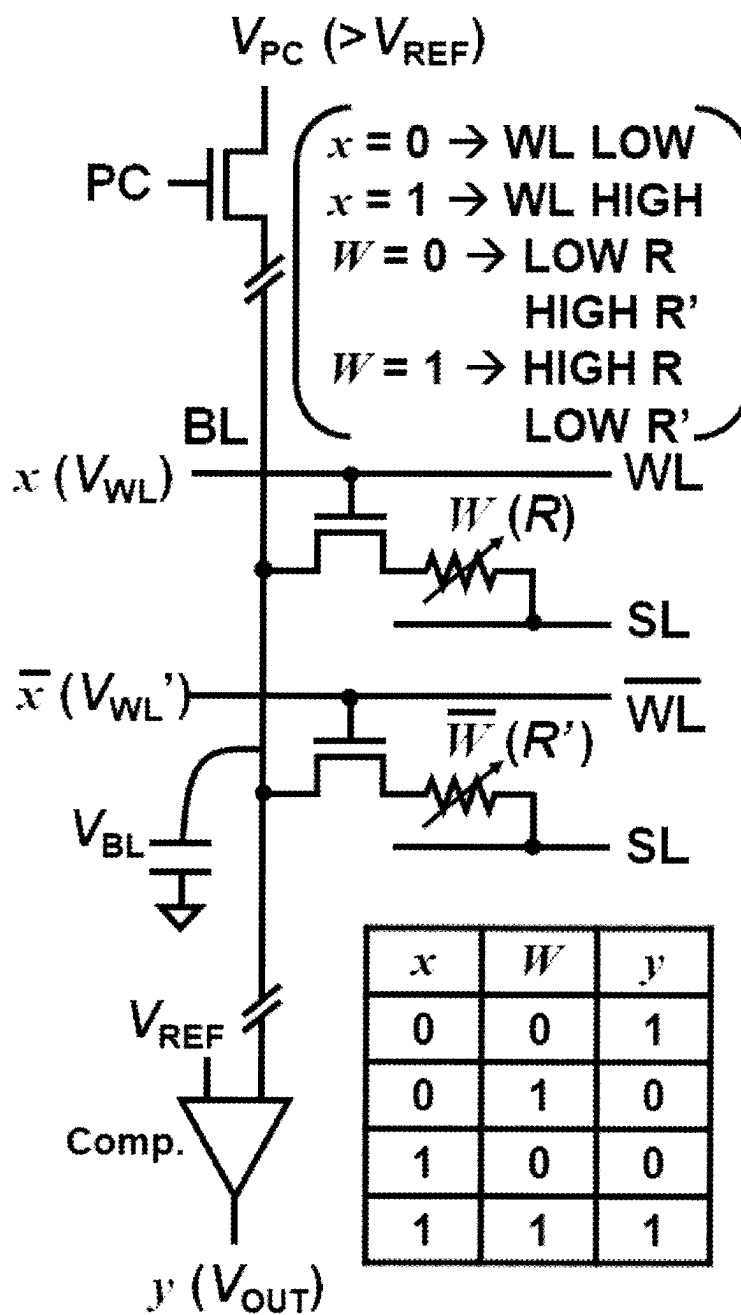 V_PC (> V_REF)
PC
x = 0 → WL LOW
x = 1 → WL HIGH
W = 0 → LOW R
HIGH R'
W = 1 → HIGH R
LOW R'
BL
x (V_WL)
WL
W (R)
SL
x̅ (V_WL')
W̅L̅
W̅ (R')
V_BL
SL
x W y
0 0 1
0 1 0
1 0 0
1 1 1
V_REF
Comp.
y (V_OUT)